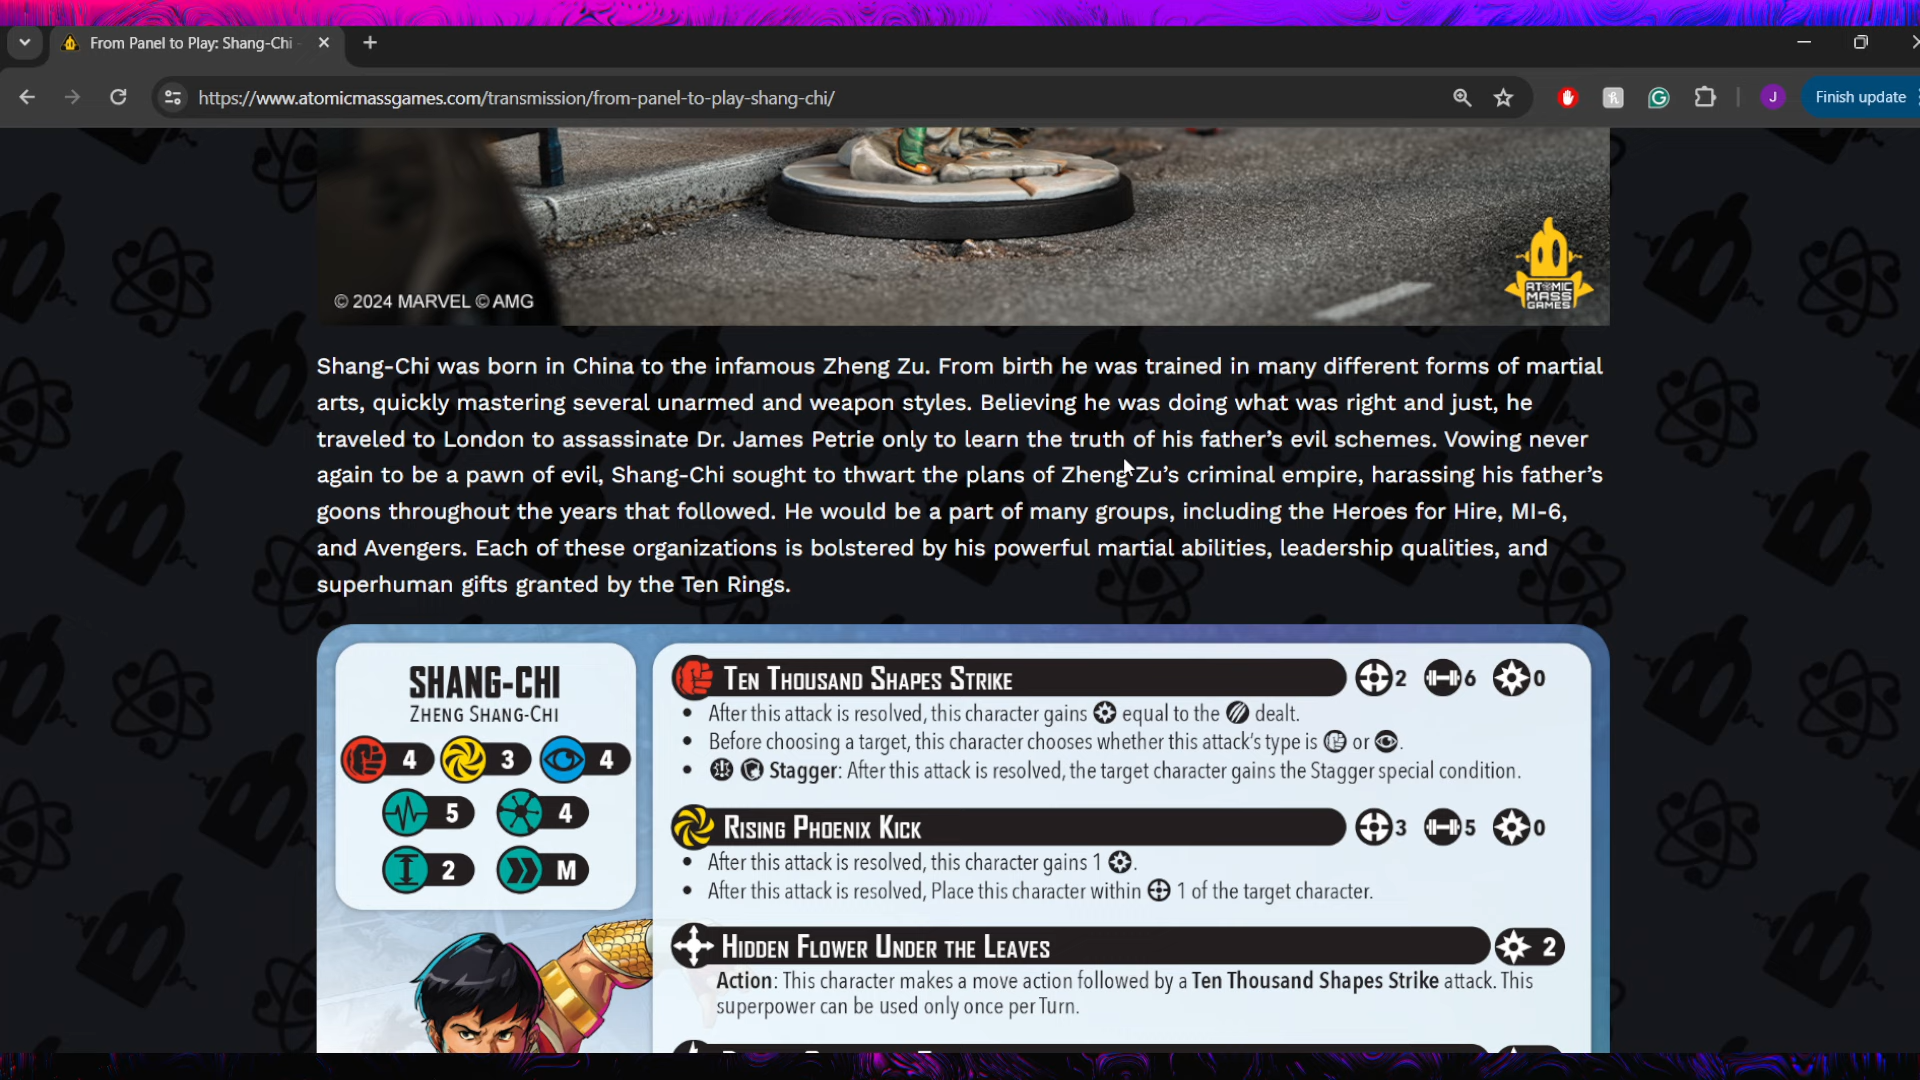 From Panel to Play: Shang-Chi
https://www.atomicmassgames.com/transmission/from-panel-to-play-shang-chi/
J
Finish update
© 2024 MARVEL © AMG
ATOMIC
MASS
GAMES
Shang-Chi was born in China to the infamous Zheng Zu. From birth he was trained in many different forms of martial
arts, quickly mastering several unarmed and weapon styles. Believing he was doing what was right and just, he
traveled to London to assassinate Dr. James Petrie only to learn the truth of his father's evil schemes. Vowing never
again to be a pawn of evil, Shang-Chi sought to thwart the plans of Zheng Zu's criminal empire, harassing his father's
goons throughout the years that followed. He would be a part of many groups, including the Heroes for Hire, MI-6,
and Avengers. Each of these organizations is bolstered by his powerful martial abilities, leadership qualities, and
superhuman gifts granted by the Ten Rings.
SHANG-CHI
ZHENG SHANG-CHI
4 3 4
5 4
2 M
TEN THOUSAND SHAPES STRIKE 2 6 0
• After this attack is resolved, this character gains equal to the dealt.
• Before choosing a target, this character chooses whether this attack's type is or .
• Stagger: After this attack is resolved, the target character gains the Stagger special condition.
RISING PHOENIX KICK 3 5 0
• After this attack is resolved, this character gains 1 .
• After this attack is resolved, Place this character within 1 of the target character.
HIDDEN FLOWER UNDER THE LEAVES 2
Action: This character makes a move action followed by a Ten Thousand Shapes Strike attack. This
superpower can be used only once per Turn.